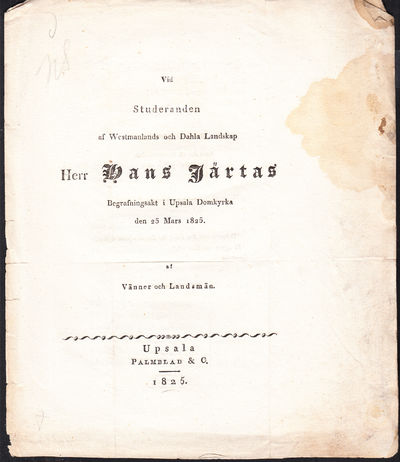 Vid
Studeranden
af Westmanlands och Dahla Landskap
Herr Hans Järtas
Begrafningsakt i Upsala Domkyrka
den 25 Mars 1825.
af
Vänner och Landsmän.
Upsala
PALMBLAD & C.
1825.